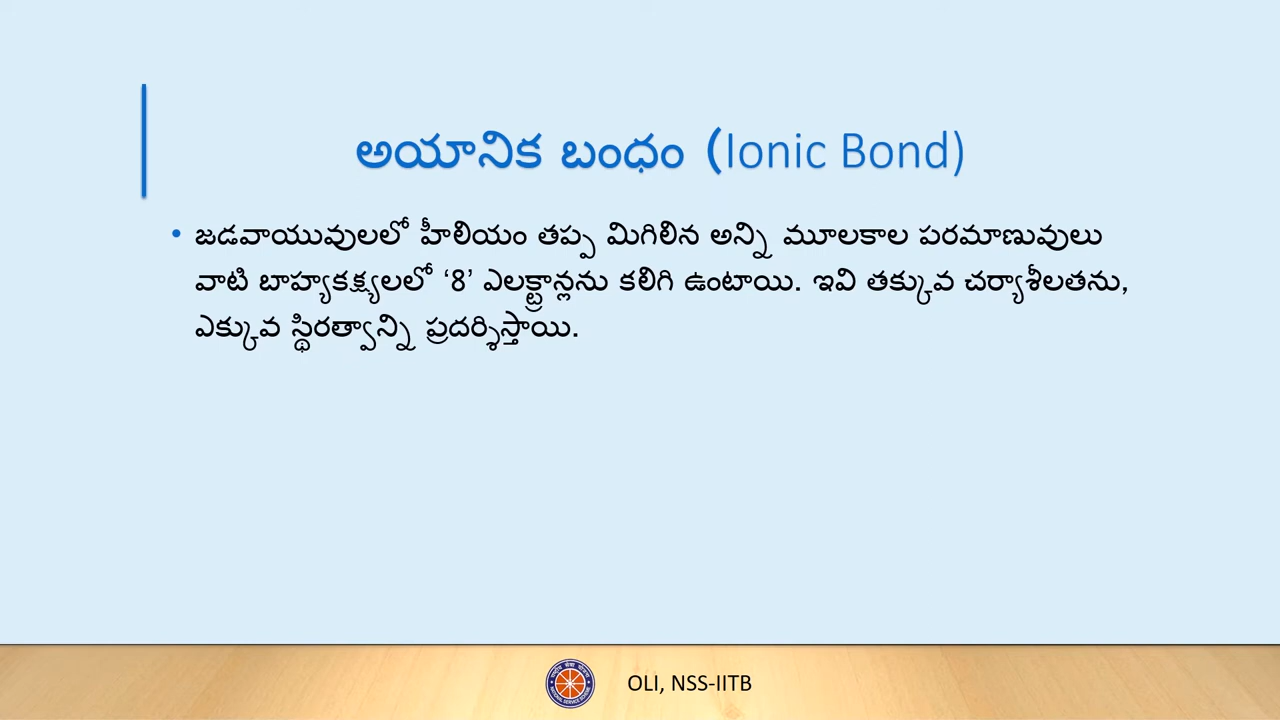 అయానిక బంధం (Ionic Bond)
• జడవాయువులలో హీలియం తప్ప మిగిలిన అన్ని మూలకాల పరమాణువులు
వాటి బాహ్యకక్ష్యలలో ‘8’ ఎలక్ట్రాన్లను కలిగి ఉంటాయి. ఇవి తక్కువ చర్యాశీలతను,
ఎక్కువ స్థిరత్వాన్ని ప్రదర్శిస్తాయి.
OLI, NSS-IITB